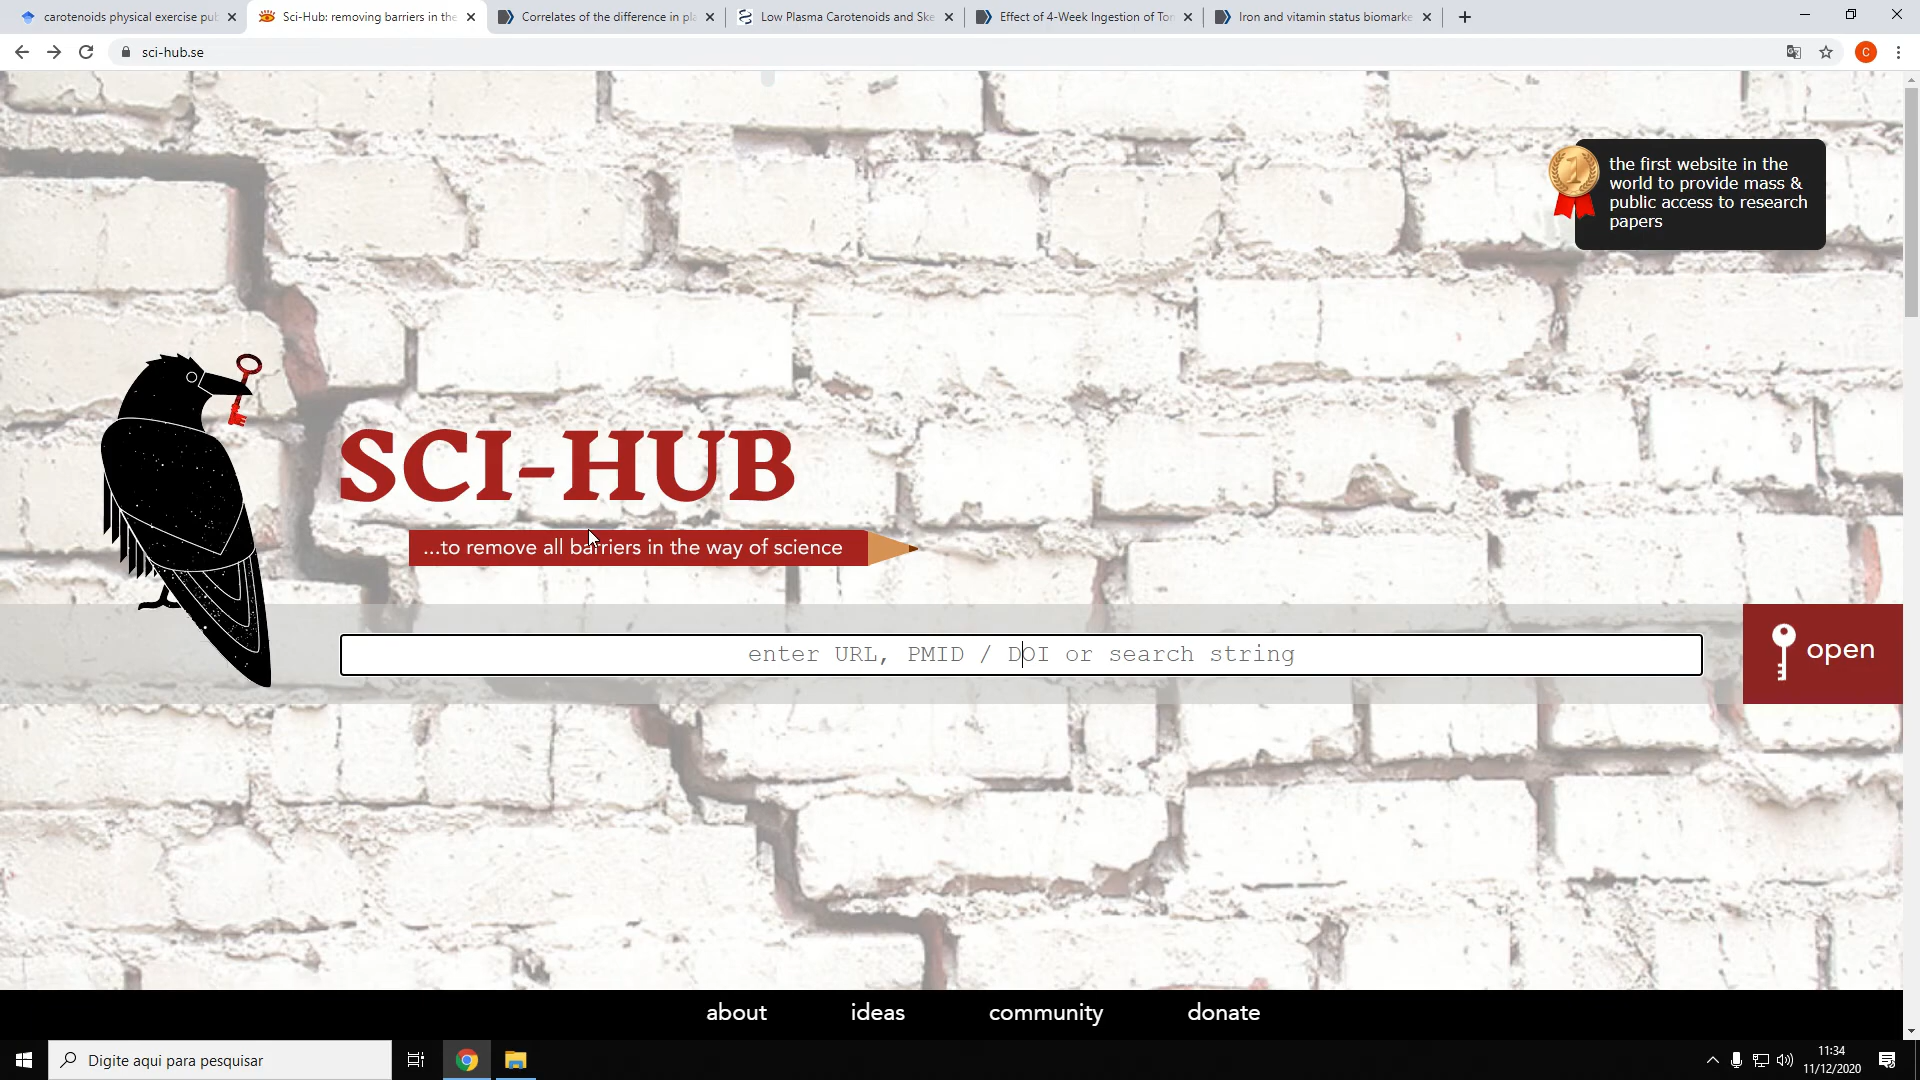 carotenoids physical exercise pu
Sci-Hub: removing barriers in the
Correlates of the difference in pla
Low Plasma Carotenoids and Ske
Effect of 4-Week Ingestion of Tor
Iron and vitamin status biomarke
sci-hub.se
C
1
the first website in the
world to provide mass &
public access to research
papers
SCI-HUB
...to remove all barriers in the way of science
enter URL, PMID / DOI or search string
open
about
ideas
community
donate
Digite aqui para pesquisar
11:34
11/12/2020